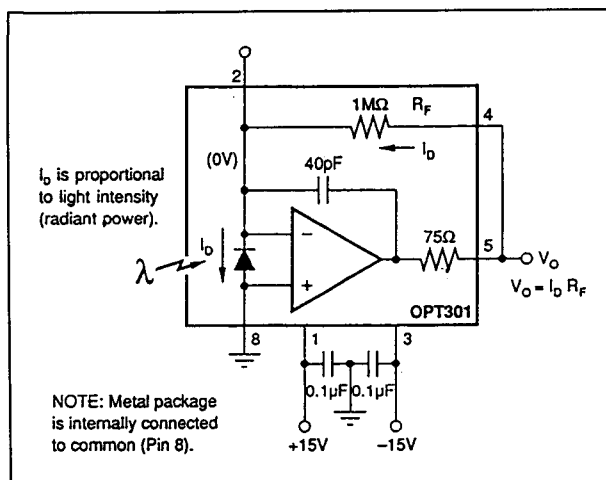 2
1MΩ R_F
4
I_D
(0V)
40pF
I_D is proportional
to light intensity
(radiant power).
λ
I_D
−
+
75Ω
5
V_O
V_O = I_D R_F
OPT301
8
1
3
0.1µF 0.1µF
NOTE: Metal package
is internally connected
to common (Pin 8).
+15V
−15V